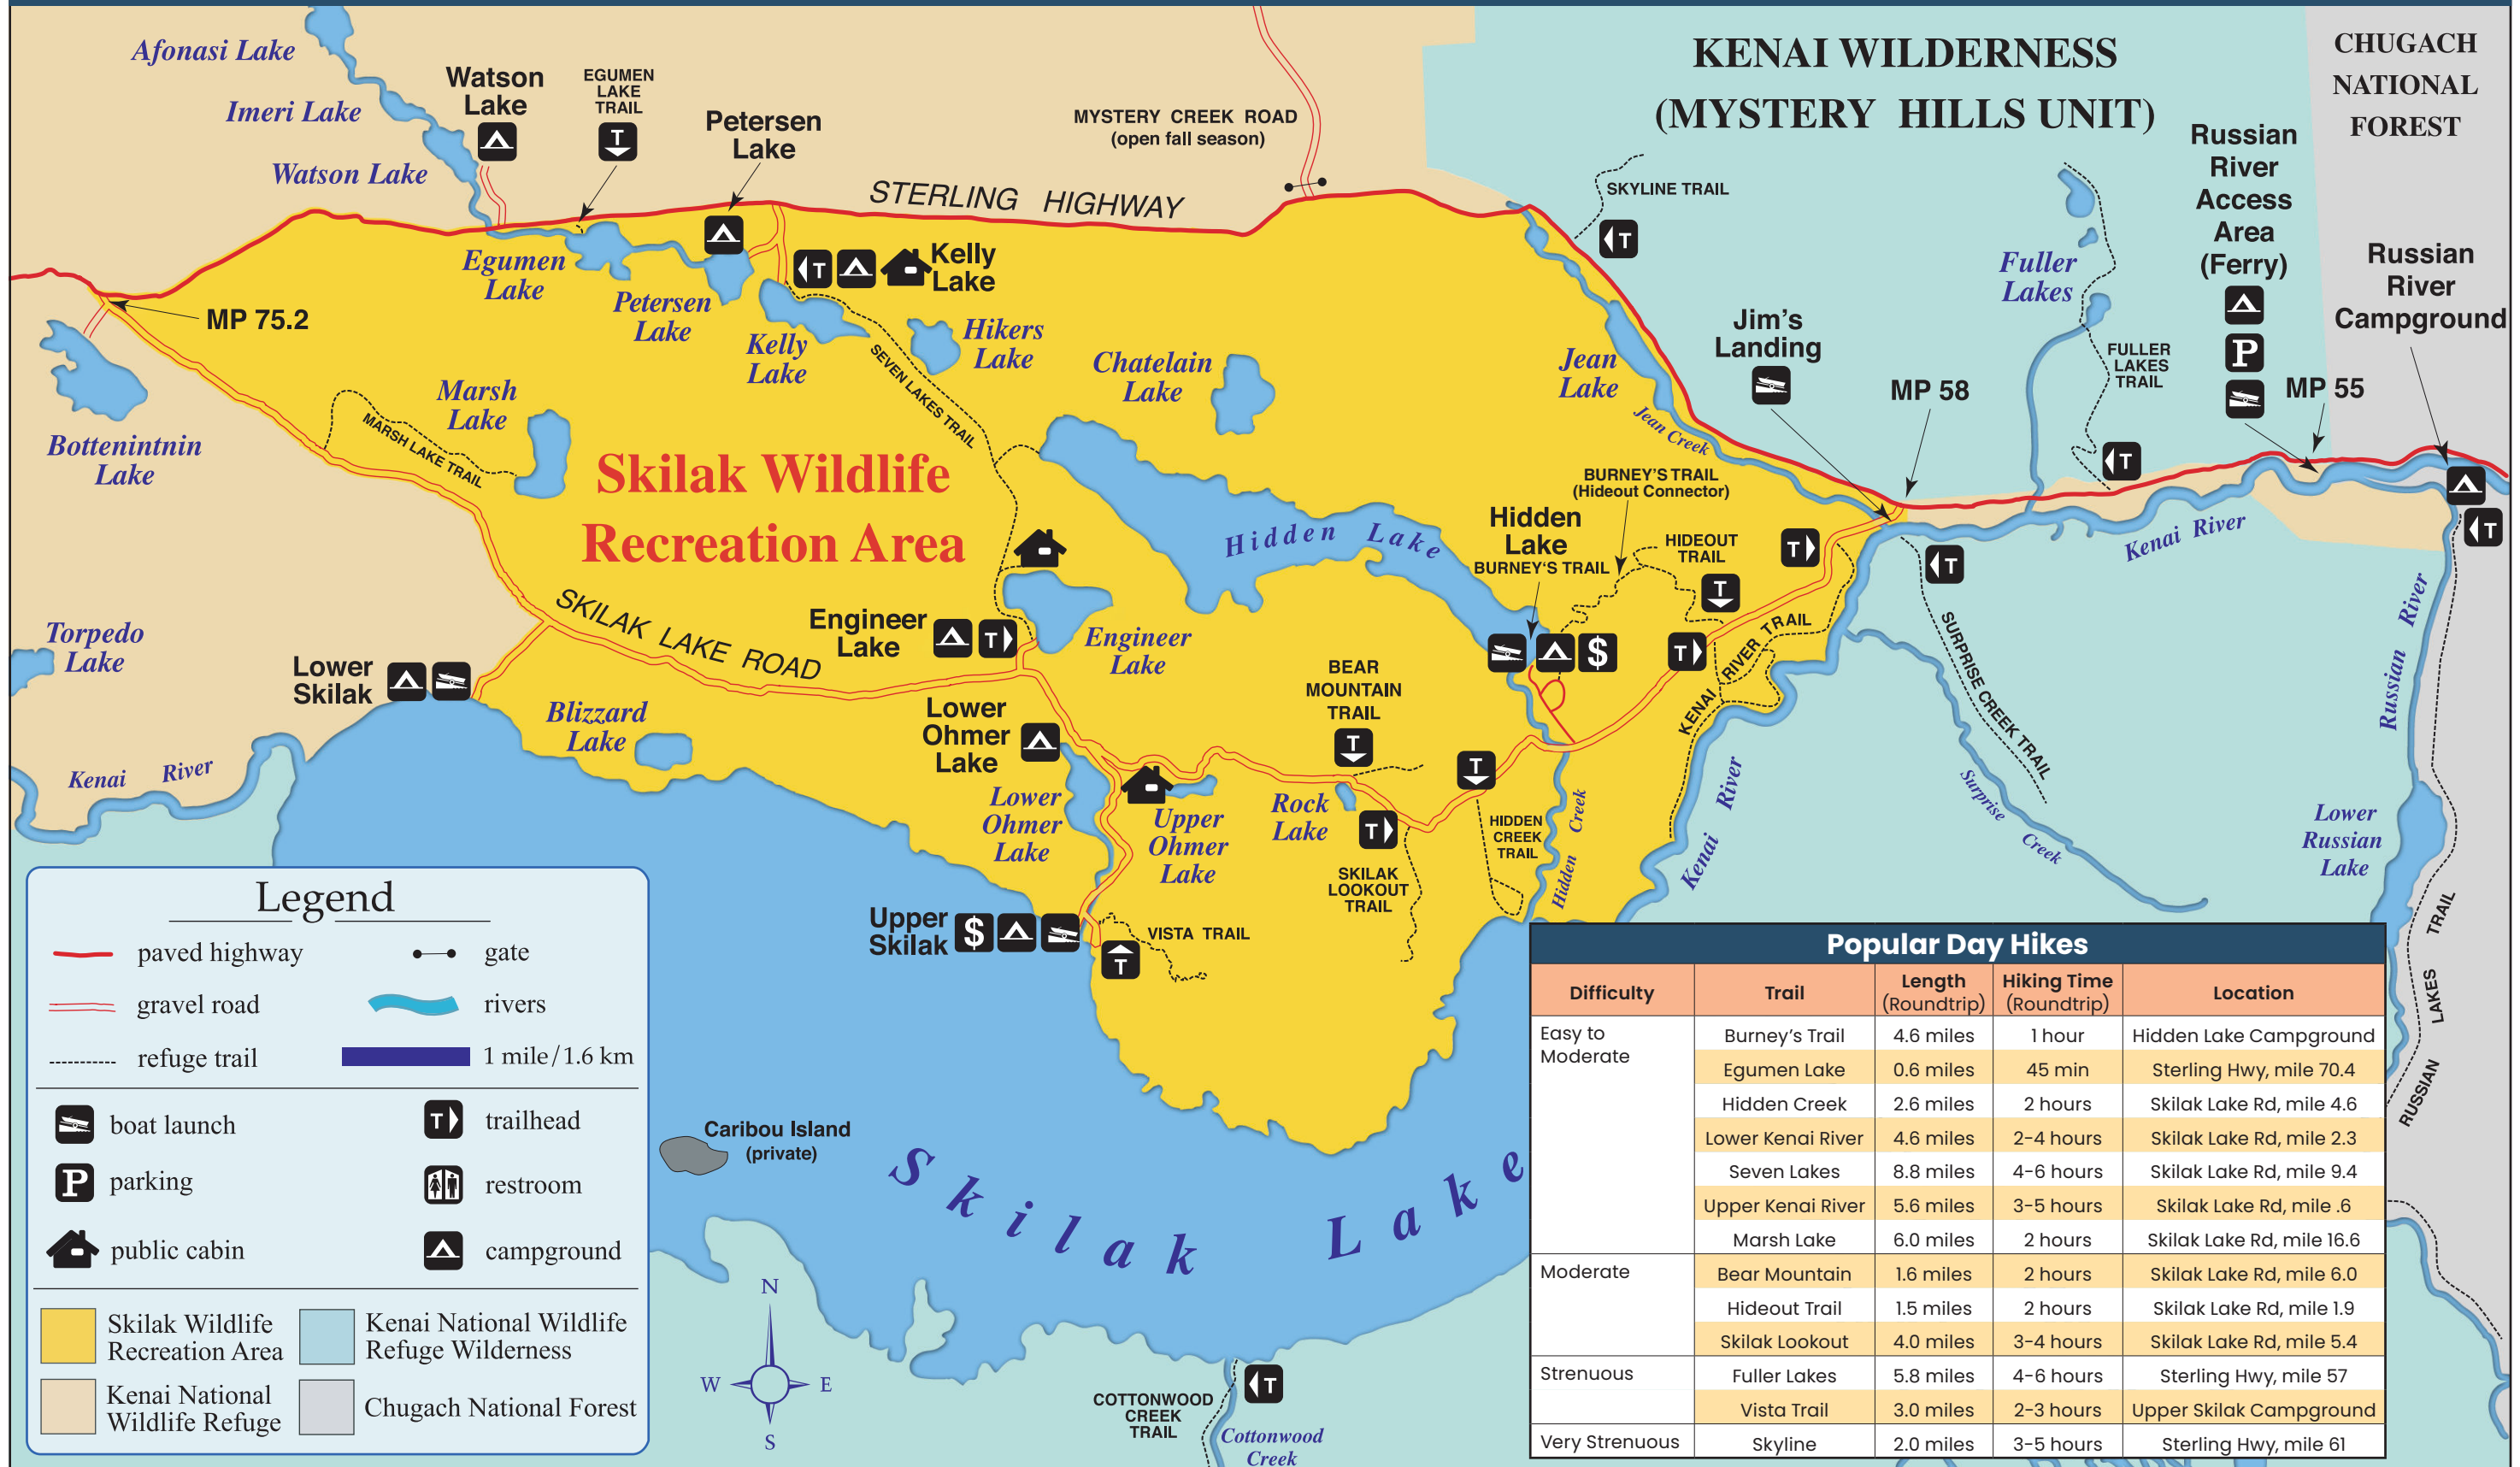 Afonasi Lake
Imeri Lake
Watson Lake
Watson
Lake
EGUMEN
LAKE
TRAIL
T
Petersen
Lake
MYSTERY CREEK ROAD
(open fall season)
STERLING HIGHWAY
KENAI WILDERNESS
(MYSTERY HILLS UNIT)
CHUGACH
NATIONAL
FOREST
SKYLINE TRAIL
T
Russian
River
Access
Area
(Ferry)
P
Russian
River
Campground
Fuller
Lakes
FULLER
LAKES
TRAIL
T
MP 55
MP 75.2
Egumen
Lake
Petersen
Lake
T
Kelly
Lake
Kelly
Lake
Hikers
Lake
SEVEN LAKES TRAIL
Chatelain
Lake
Jean
Lake
Jean Creek
Jim's
Landing
MP 58
Bottenintnin
Lake
Marsh
Lake
MARSH LAKE TRAIL
Skilak Wildlife
Recreation Area
Hidden Lake
Hidden
Lake
BURNEY'S TRAIL
BURNEY'S TRAIL
(Hideout Connector)
HIDEOUT
TRAIL
T
T
T
$
T
T
Kenai River
Russian River
SKILAK LAKE ROAD
Engineer
Lake
T
Engineer
Lake
Torpedo
Lake
Lower
Skilak
Kenai River
Blizzard
Lake
Lower
Ohmer
Lake
Lower
Ohmer
Lake
Upper
Ohmer
Lake
BEAR
MOUNTAIN
TRAIL
T
Rock
Lake
T
SKILAK
LOOKOUT
TRAIL
T
HIDDEN
CREEK
TRAIL
Hidden Creek
KENAI RIVER TRAIL
Kenai River
SURPRISE CREEK TRAIL
Surprise Creek
Lower
Russian
Lake
RUSSIAN LAKES TRAIL
Upper
Skilak
$
T
VISTA TRAIL
Caribou Island
(private)
Skilak Lake
N
W E
S
COTTONWOOD
CREEK
TRAIL
T
Cottonwood
Creek
Legend
paved highway
gate
gravel road
rivers
refuge trail
1 mile/1.6 km
boat launch
T
trailhead
P
parking
restroom
public cabin
campground
Skilak Wildlife
Recreation Area
Kenai National Wildlife
Refuge Wilderness
Kenai National
Wildlife Refuge
Chugach National Forest
Popular Day Hikes
Difficulty Trail Length (Roundtrip) Hiking Time (Roundtrip) Location
Easy to Moderate Burney's Trail 4.6 miles 1 hour Hidden Lake Campground
Egumen Lake 0.6 miles 45 min Sterling Hwy, mile 70.4
Hidden Creek 2.6 miles 2 hours Skilak Lake Rd, mile 4.6
Lower Kenai River 4.6 miles 2-4 hours Skilak Lake Rd, mile 2.3
Seven Lakes 8.8 miles 4-6 hours Skilak Lake Rd, mile 9.4
Upper Kenai River 5.6 miles 3-5 hours Skilak Lake Rd, mile .6
Marsh Lake 6.0 miles 2 hours Skilak Lake Rd, mile 16.6
Moderate Bear Mountain 1.6 miles 2 hours Skilak Lake Rd, mile 6.0
Hideout Trail 1.5 miles 2 hours Skilak Lake Rd, mile 1.9
Skilak Lookout 4.0 miles 3-4 hours Skilak Lake Rd, mile 5.4
Strenuous Fuller Lakes 5.8 miles 4-6 hours Sterling Hwy, mile 57
Vista Trail 3.0 miles 2-3 hours Upper Skilak Campground
Very Strenuous Skyline 2.0 miles 3-5 hours Sterling Hwy, mile 61